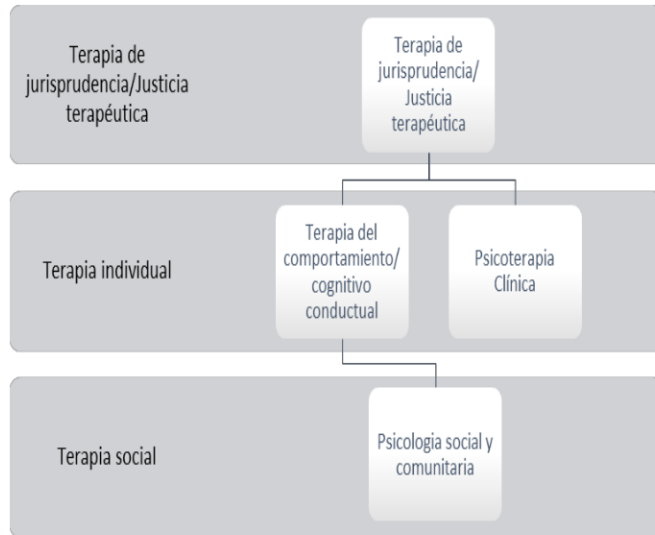 Terapia de
jurisprudencia/Justicia
terapéutica
Terapia de
jurisprudencia/
Justicia
terapéutica
Terapia individual
Terapia del
comportamiento/
cognitivo
conductual
Psicoterapia
Clínica
Terapia social
Psicologia social y
comunitaria